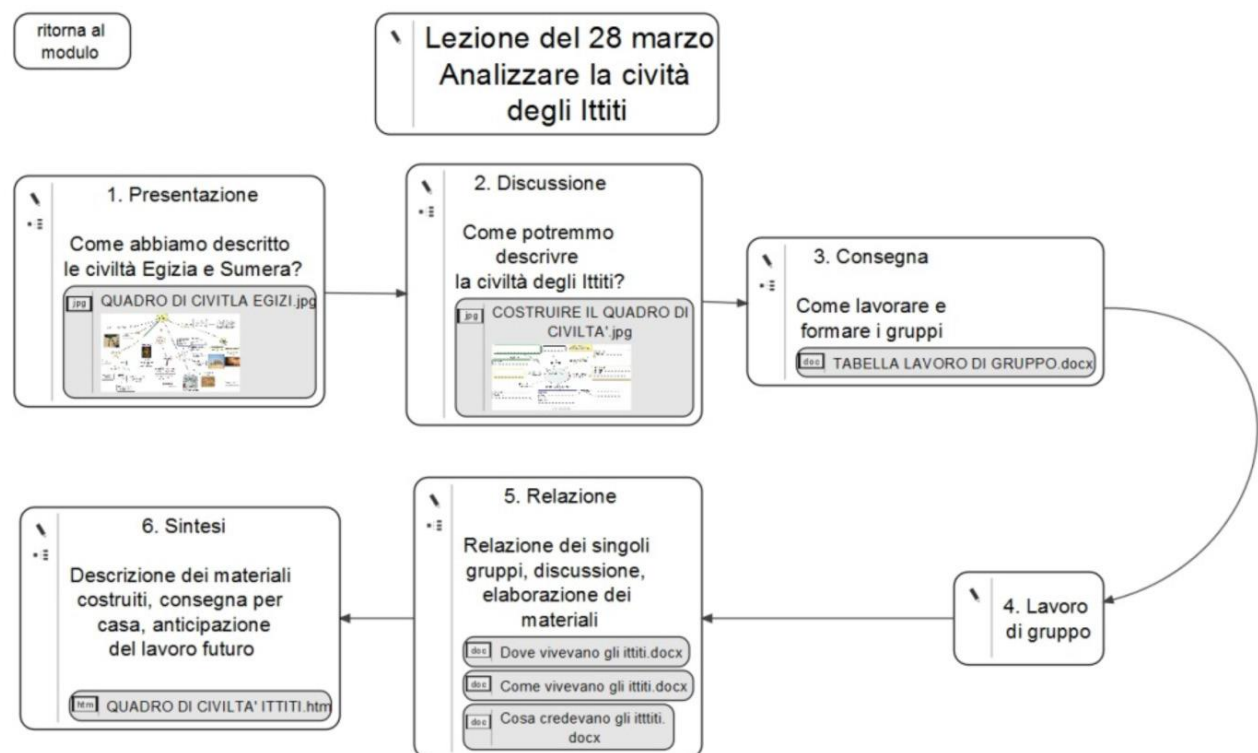 ritorna al
modulo
Lezione del 28 marzo
Analizzare la cività
degli Ittiti
1. Presentazione
Come abbiamo descritto
le civiltà Egizia e Sumera?
jpg QUADRO DI CIVITLA EGIZI.jpg
2. Discussione
Come potremmo
descrivre
la civiltà degli Ittiti?
jpg COSTRUIRE IL QUADRO DI
CIVILTA'.jpg
3. Consegna
Come lavorare e
formare i gruppi
doc TABELLA LAVORO DI GRUPPO.docx
4. Lavoro
di gruppo
5. Relazione
Relazione dei singoli
gruppi, discussione,
elaborazione dei
materiali
doc Dove vivevano gli ittiti.docx
doc Come vivevano gli ittiti.docx
doc Cosa credevano gli itttiti.
docx
6. Sintesi
Descrizione dei materiali
costruiti, consegna per
casa, anticipazione
del lavoro futuro
htm QUADRO DI CIVILTA' ITTITI.htm